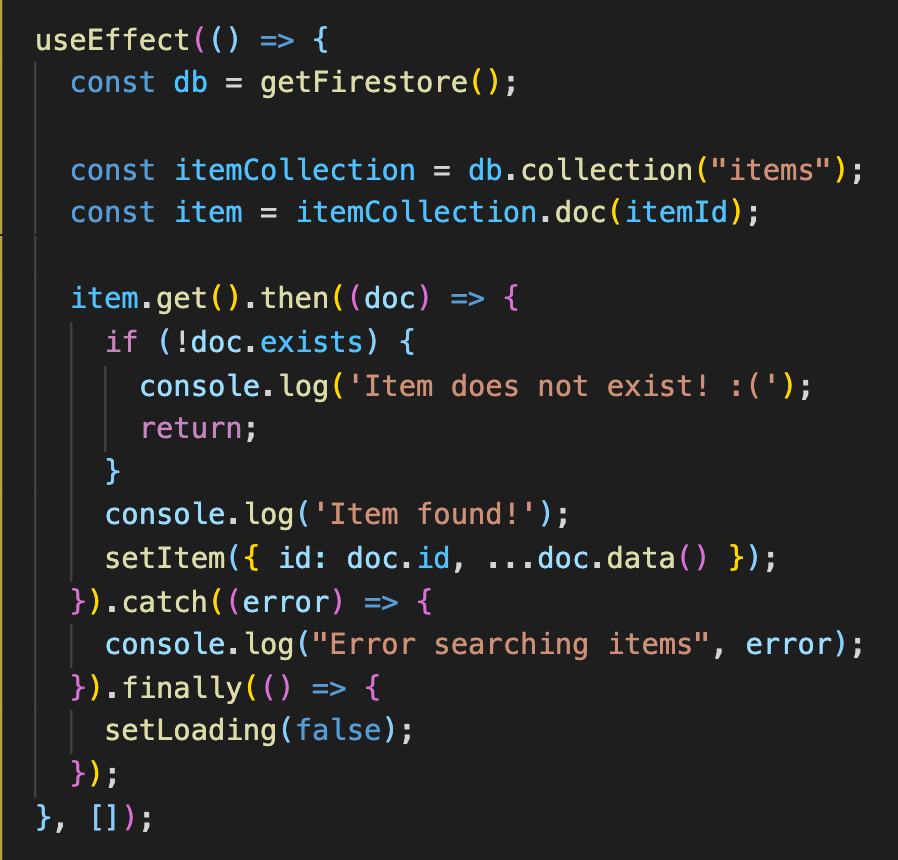 useEffect(() => {
const db = getFirestore();
const itemCollection = db.collection("items");
const item = itemCollection.doc(itemId);
item.get().then((doc) => {
if (!doc.exists) {
console.log('Item does not exist! :(');
return;
}
console.log('Item found!');
setItem({ id: doc.id, ...doc.data() });
}).catch((error) => {
console.log("Error searching items", error);
}).finally(() => {
setLoading(false);
});
}, []);